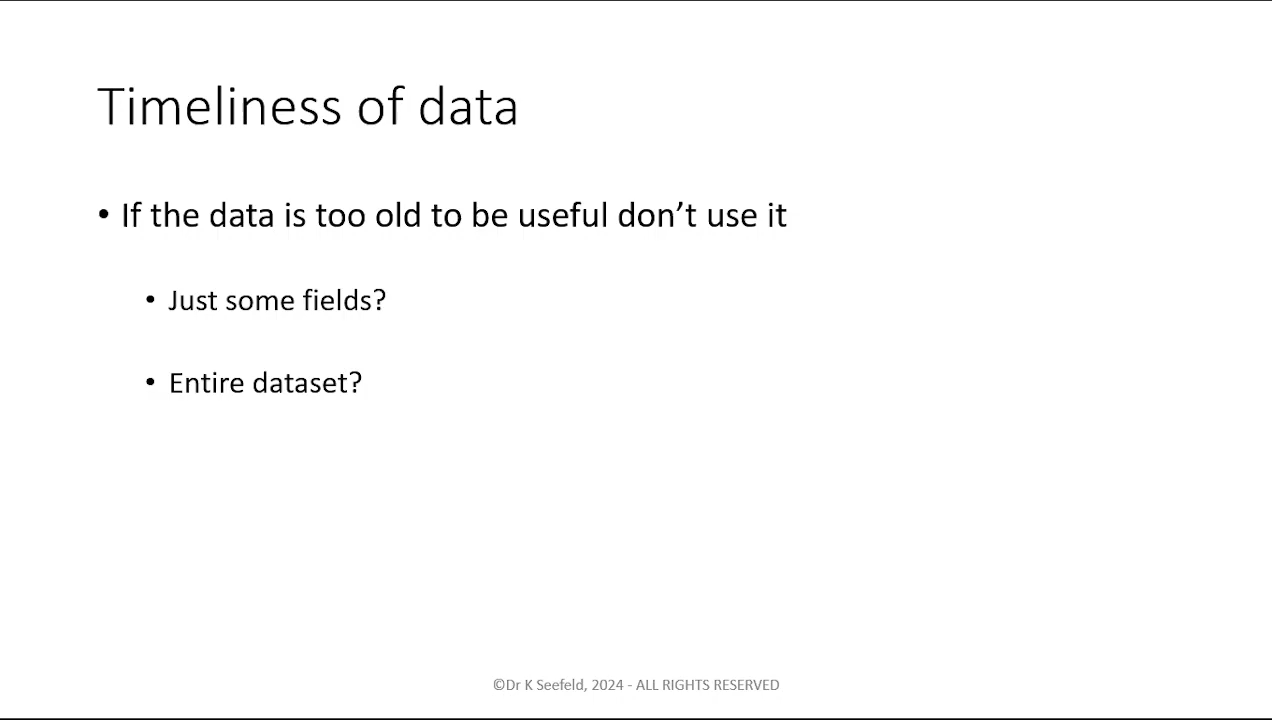 Timeliness of data
• If the data is too old to be useful don’t use it
• Just some fields?
• Entire dataset?
©Dr K Seefeld, 2024 - ALL RIGHTS RESERVED